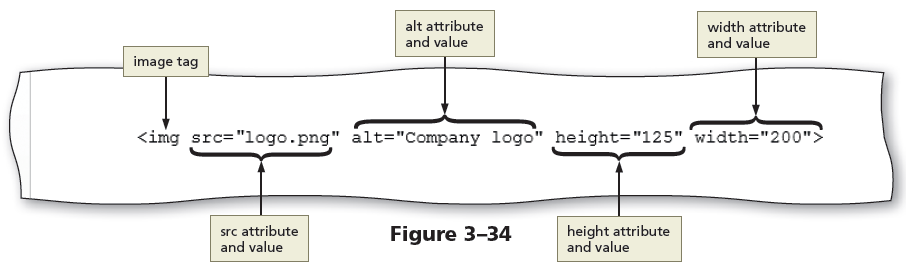 alt attribute
and value
width attribute
and value
image tag
<img src="logo.png" alt="Company logo" height="125" width="200">
src attribute
and value
Figure 3–34
height attribute
and value